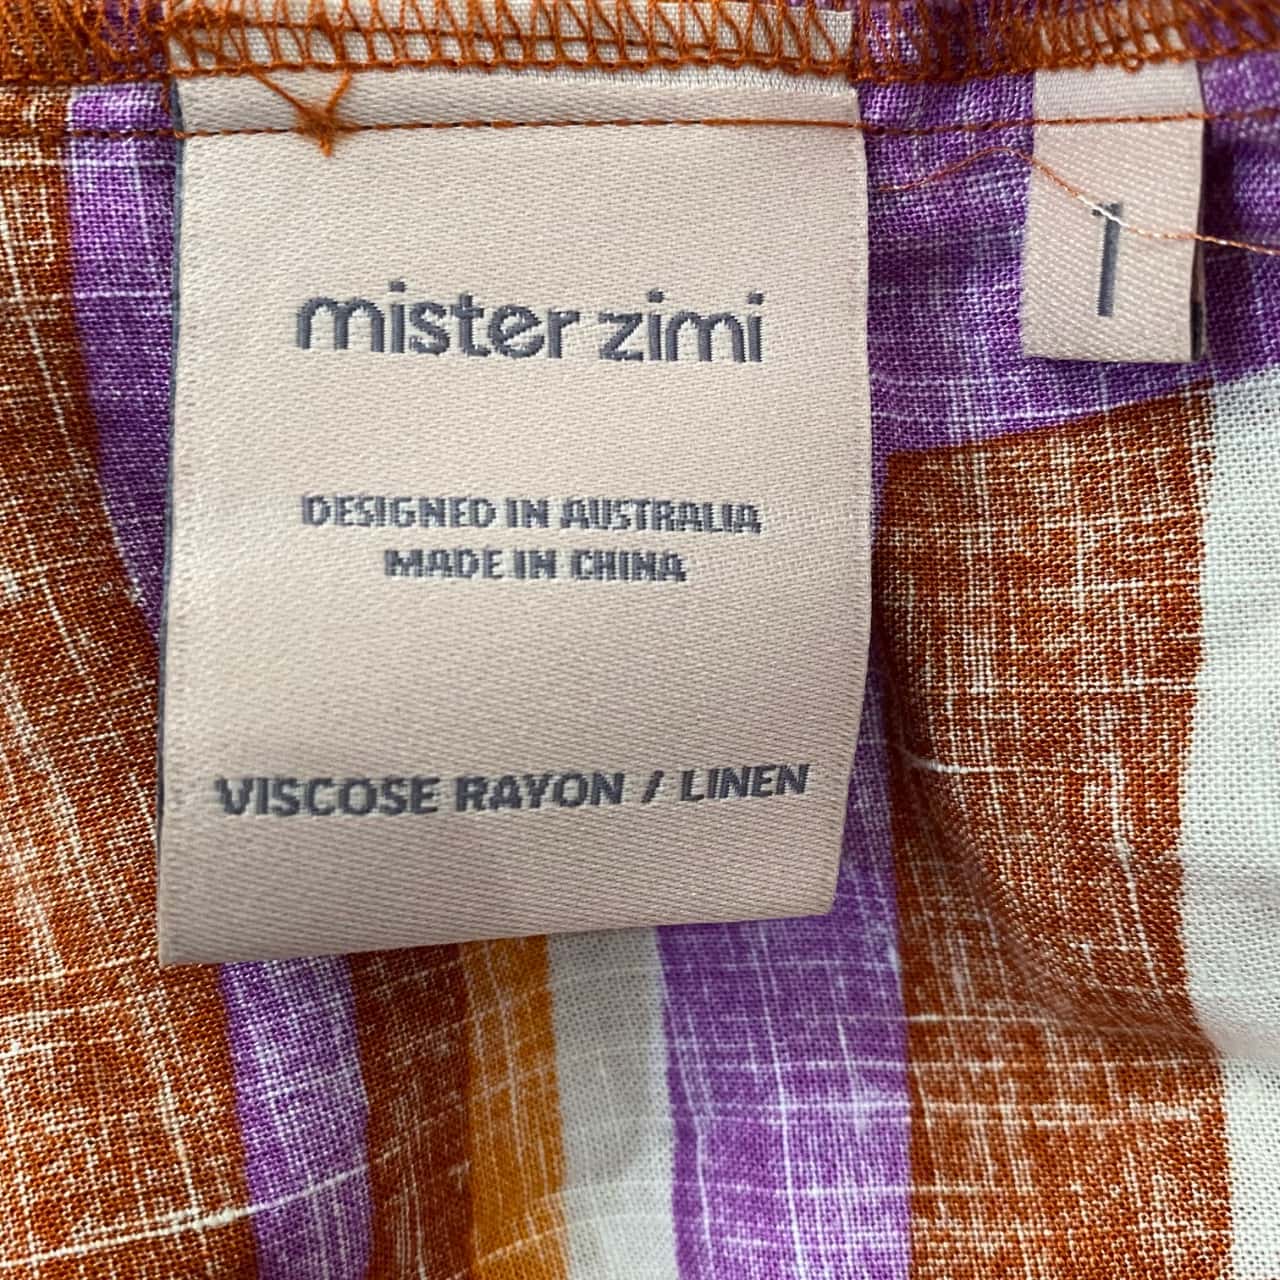 mister zimi
1
DESIGNED IN AUSTRALIA
MADE IN CHINA
VISCOSE RAYON / LINEN